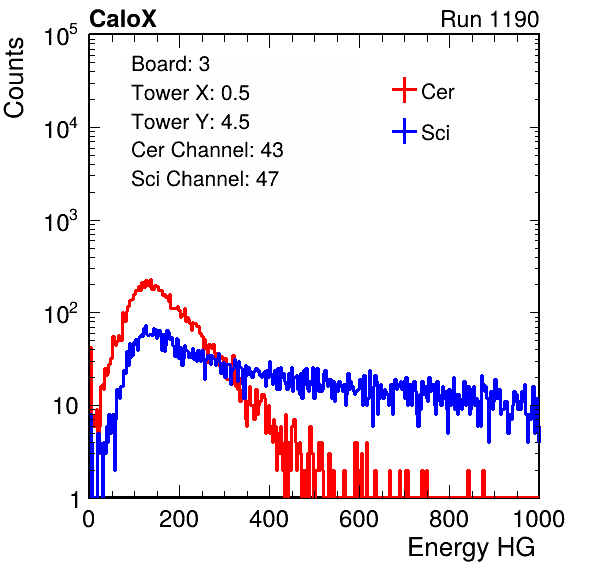 CaloX Run 1190
Counts
10^5
10^4
10^3
10^2
10
1
Board: 3
Tower X: 0.5
Tower Y: 4.5
Cer Channel: 43
Sci Channel: 47
Cer
Sci
0 200 400 600 800 1000
Energy HG